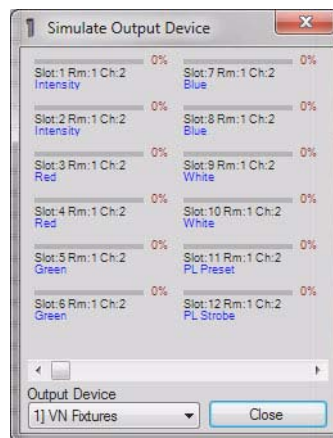 Simulate Output Device
0%
Slot:1 Rm:1 Ch:2
Intensity
0%
Slot:2 Rm:1 Ch:2
Intensity
0%
Slot:3 Rm:1 Ch:2
Red
0%
Slot:4 Rm:1 Ch:2
Red
0%
Slot:5 Rm:1 Ch:2
Green
0%
Slot:6 Rm:1 Ch:2
Green
0%
Slot:7 Rm:1 Ch:2
Blue
0%
Slot:8 Rm:1 Ch:2
Blue
0%
Slot:9 Rm:1 Ch:2
White
0%
Slot:10 Rm:1 Ch:2
White
0%
Slot:11 Rm:1 Ch:2
PL Preset
0%
Slot:12 Rm:1 Ch:2
PL Strobe
Output Device
1] VN Fixtures
Close